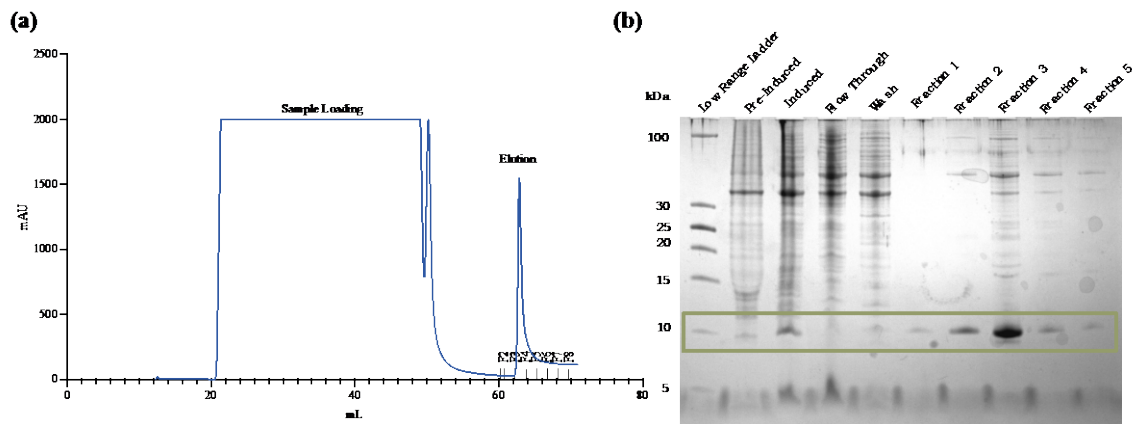 (a)
2500
2000
1500
1000
500
0
mAU
Sample Loading
Elution
0
20
40
60
80
mL
(b)
kDa
Low Range Ladder
Pre-Induced
Induced
Flow Through
Wash
Fraction 1
Fraction 2
Fraction 3
Fraction 4
Fraction 5
100
30
25
20
15
10
5